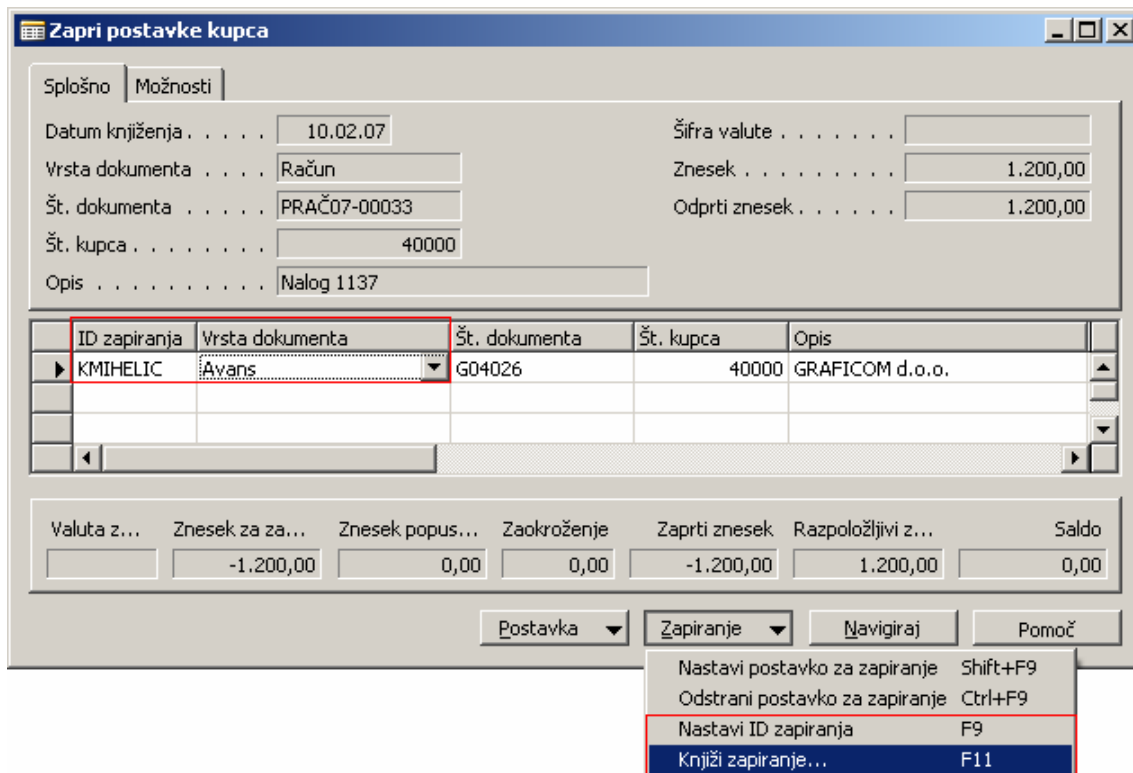 Zapri postavke kupca
Splošno Možnosti
Datum knjiženja . . . . . 10.02.07 Šifra valute . . . . . . .
Vrsta dokumenta . . . . Račun Znesek . . . . . . . . . . 1.200,00
Št. dokumenta . . . . . PRAČ07-00033 Odprti znesek . . . . . . 1.200,00
Št. kupca . . . . . . . . 40000
Opis . . . . . . . . . . Nalog 1137
ID zapiranja Vrsta dokumenta Št. dokumenta Št. kupca Opis
KMIHELIC Avans G04026 40000 GRAFICOM d.o.o.
Valuta z... Znesek za za... Znesek popus... Zaokroženje Zaprti znesek Razpoložljivi z... Saldo
-1.200,00 0,00 0,00 -1.200,00 1.200,00 0,00
Postavka Zapiranje Navigiraj Pomoč
Nastavi postavko za zapiranje Shift+F9
Odstrani postavko za zapiranje Ctrl+F9
Nastavi ID zapiranja F9
Knjiži zapiranje... F11